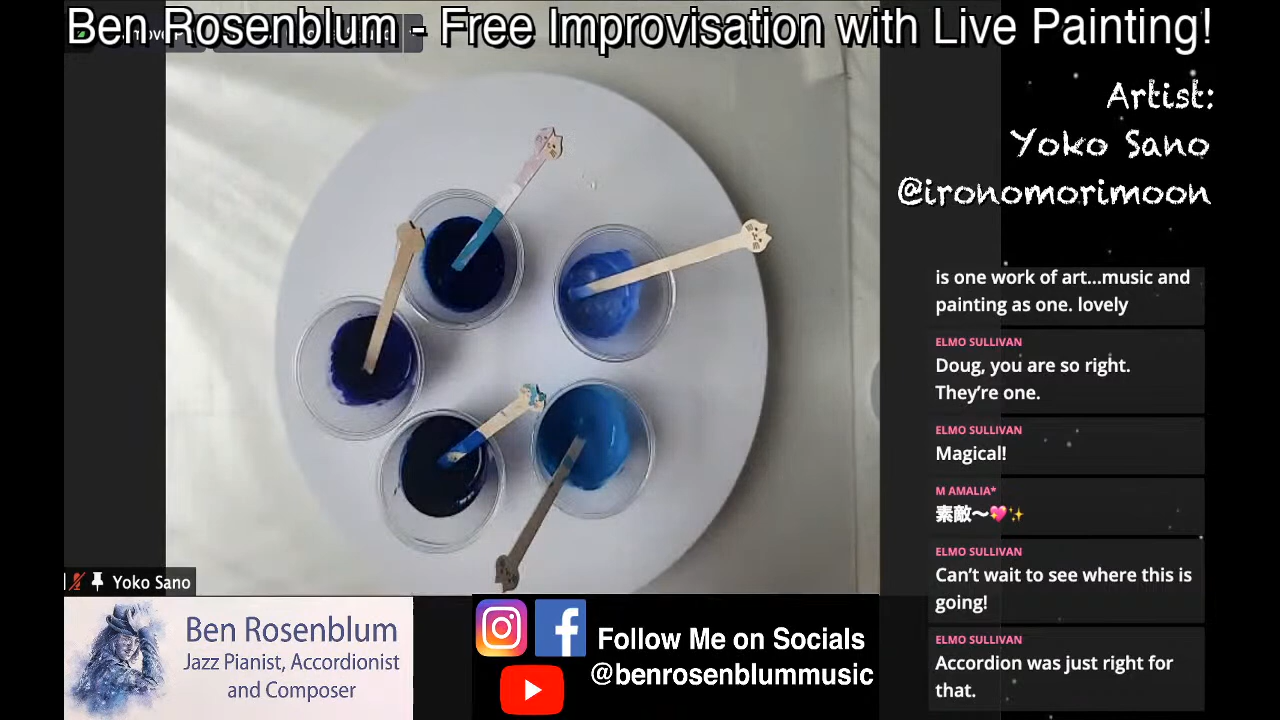 Ben Rosenblum - Free Improvisation with Live Painting!
Artist:
Yoko Sano
@ironomorimoon
is one work of art...music and
painting as one. lovely
ELMO SULLIVAN
Doug, you are so right.
They're one.
ELMO SULLIVAN
Magical!
M AMALIA*
素敵〜💖✨
ELMO SULLIVAN
Can't wait to see where this is
going!
ELMO SULLIVAN
Accordion was just right for
that.
Yoko Sano
Ben Rosenblum
Jazz Pianist, Accordionist
and Composer
Follow Me on Socials
@benrosenblummusic